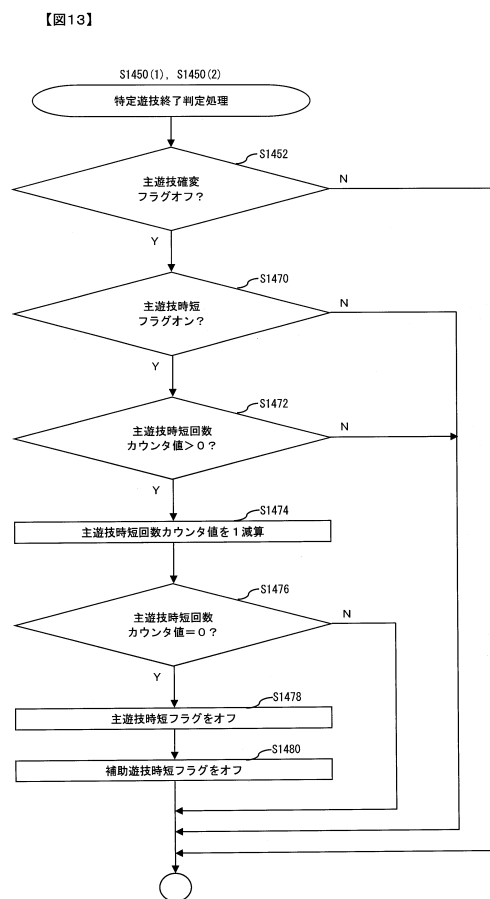 【図13】
S1450(1), S1450(2)
特定遊技終了判定処理
S1452
主遊技確変
フラグオフ？
N
Y
S1470
主遊技時短
フラグオン？
N
Y
S1472
主遊技時短回数
カウンタ値＞０？
N
Y
S1474
主遊技時短回数カウンタ値を１減算
S1476
主遊技時短回数
カウンタ値＝０？
N
Y
S1478
主遊技時短フラグをオフ
S1480
補助遊技時短フラグをオフ